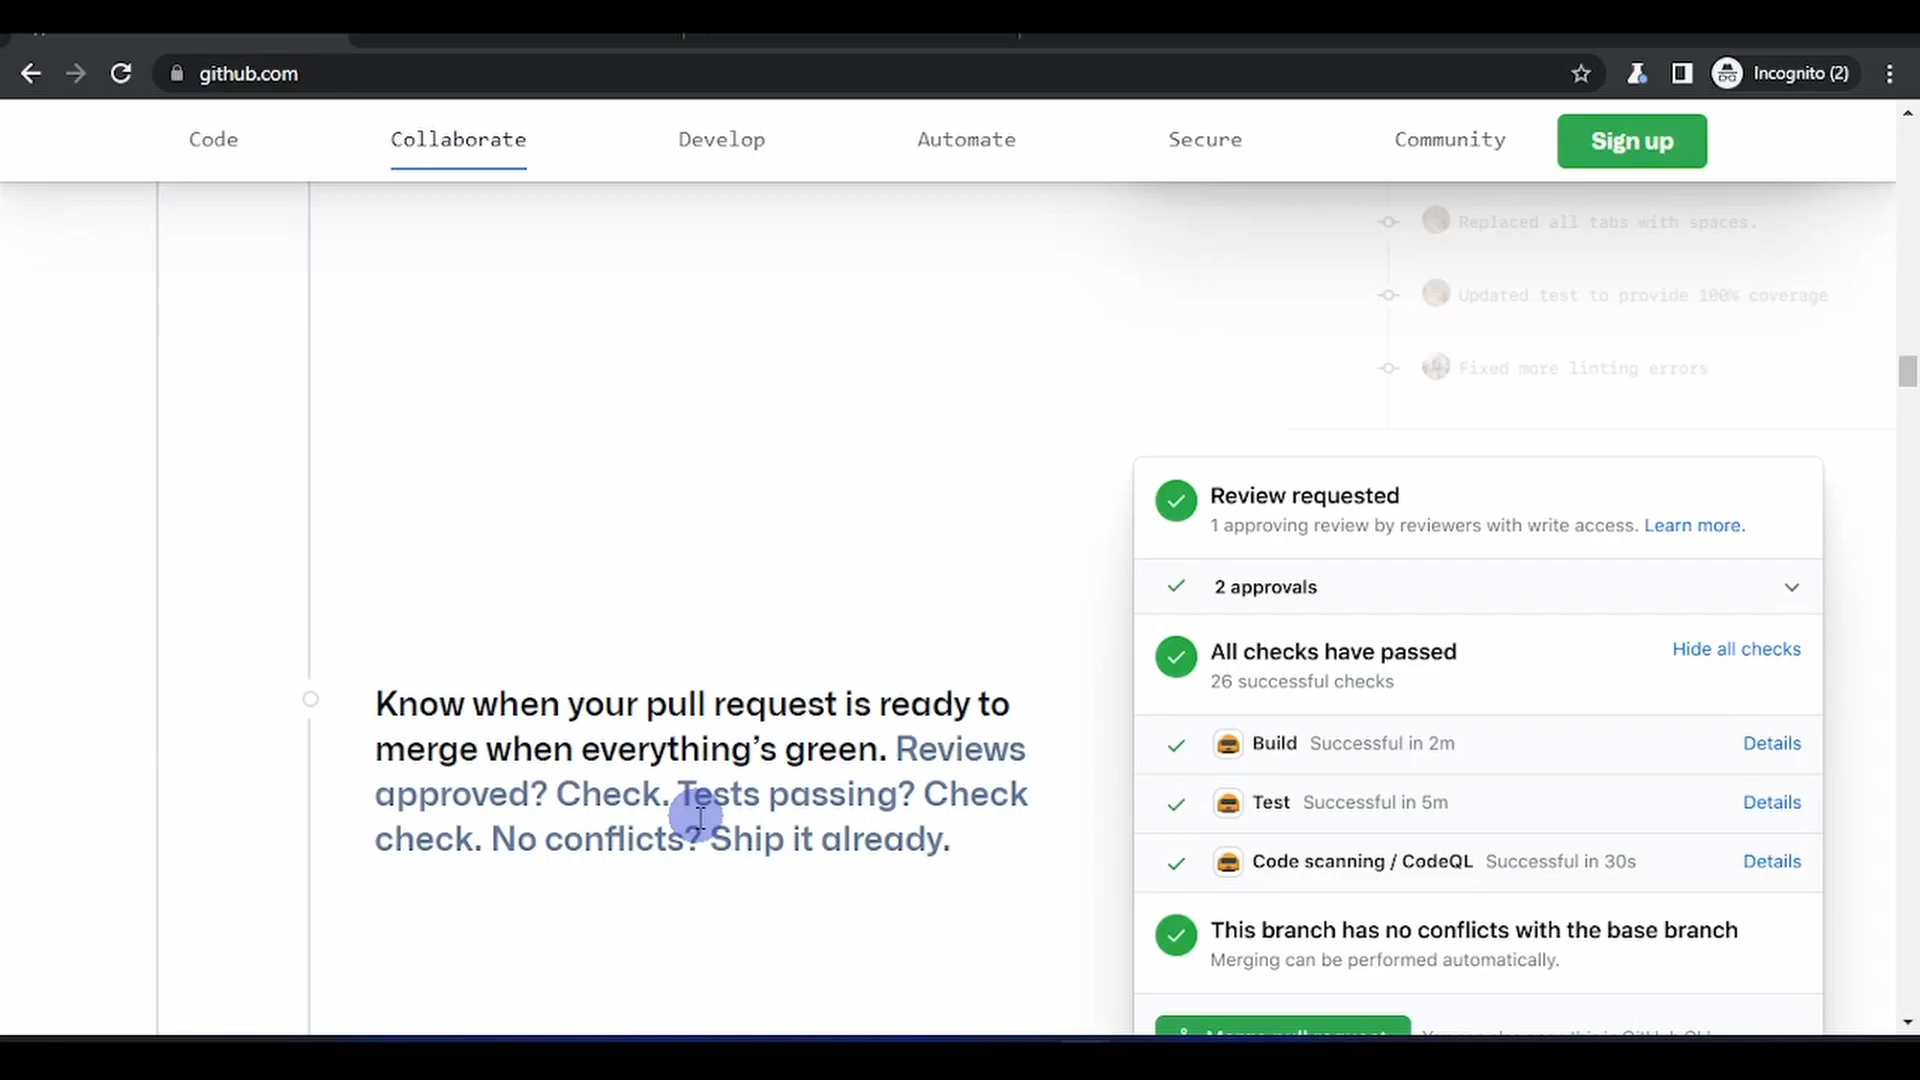 github.com
Incognito (2)
Code
Collaborate
Develop
Automate
Secure
Community
Sign up
Replaced all tabs with spaces.
Updated test to provide 100% coverage
Fixed more linting errors
Know when your pull request is ready to
merge when everything’s green. Reviews
approved? Check. Tests passing? Check
check. No conflicts? Ship it already.
Review requested
1 approving review by reviewers with write access. Learn more.
2 approvals
All checks have passed
Hide all checks
26 successful checks
Build Successful in 2m Details
Test Successful in 5m Details
Code scanning / CodeQL Successful in 30s Details
This branch has no conflicts with the base branch
Merging can be performed automatically.
Merge pull request